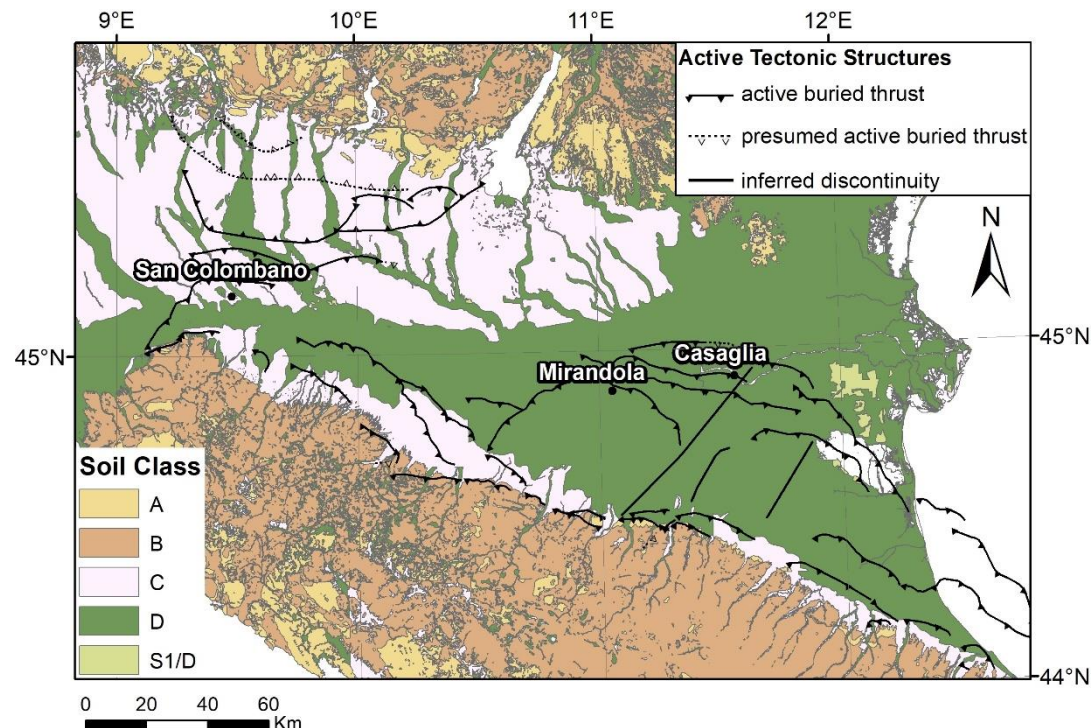 9°E 10°E 11°E 12°E
Active Tectonic Structures
active buried thrust
presumed active buried thrust
inferred discontinuity
N
San Colombano
45°N 45°N
Casaglia
Mirandola
Soil Class
A
B
C
D
S1/D
44°N
0 20 40 60
Km